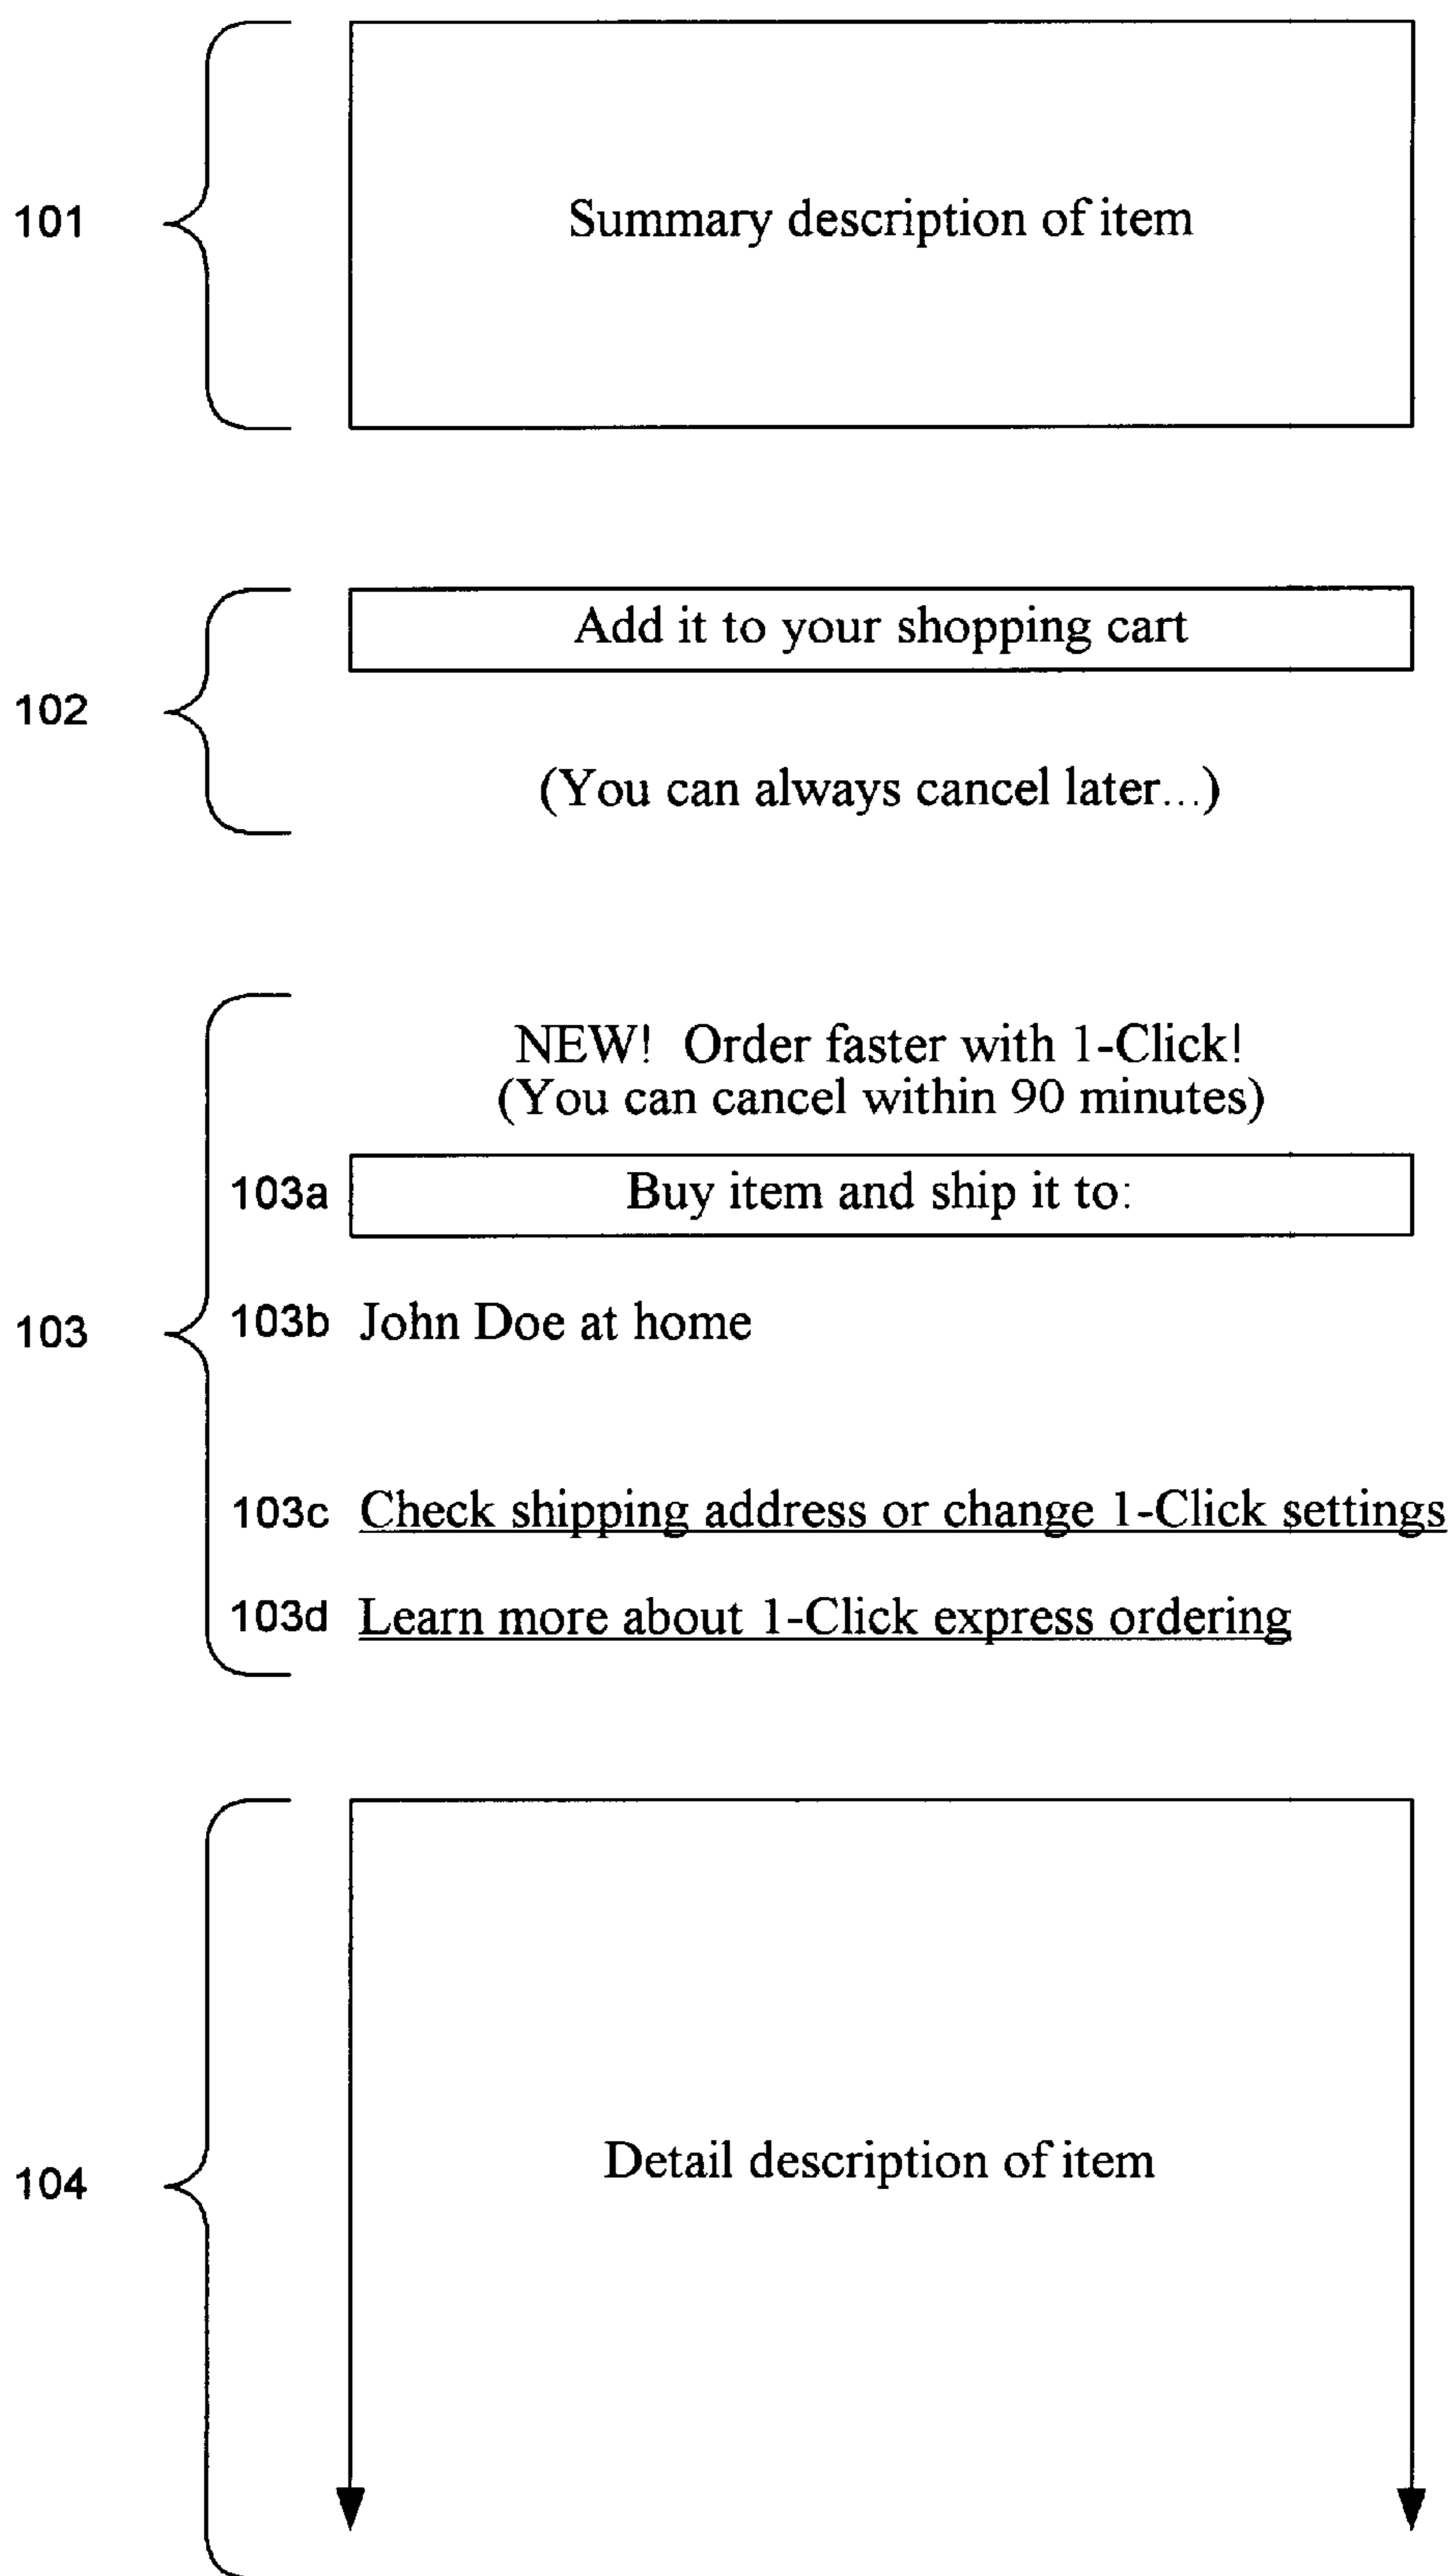 101
Summary description of item
Add it to your shopping cart
102
(You can always cancel later...)
NEW! Order faster with 1-Click!
(You can cancel within 90 minutes)
103a Buy item and ship it to:
103
103b John Doe at home
103c Check shipping address or change 1-Click settings
103d Learn more about 1-Click express ordering
104
Detail description of item